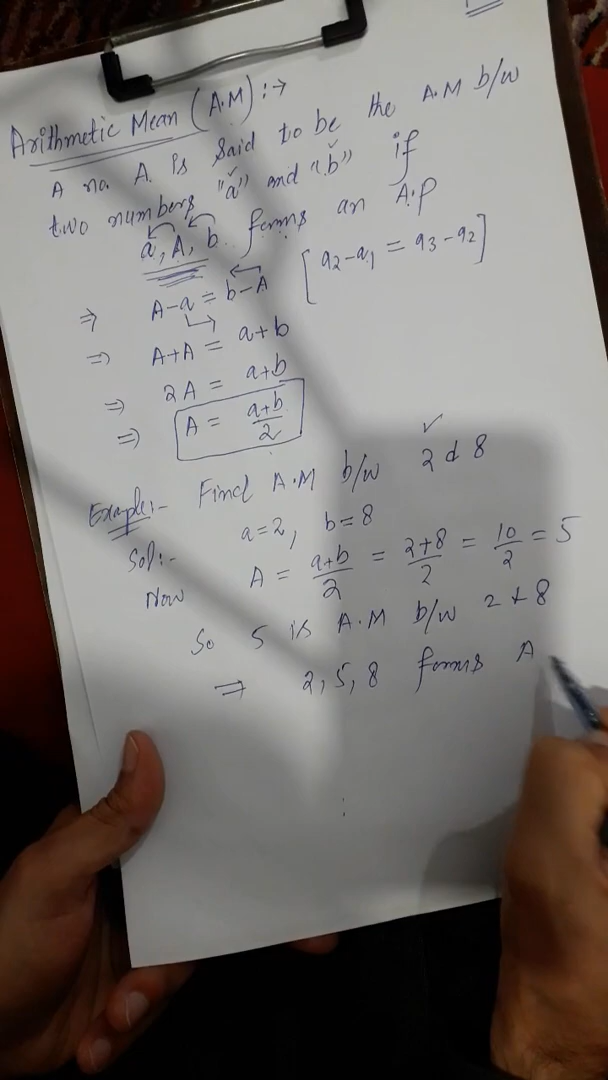 Arithmetic Mean (A.M) :→
A no. A is said to be the A.M b/w
two numbers "a" and "b" if
a, A, b forms an A.P
⇒ A-a = b-A [a₂-a₁ = a₃-a₂]
⇒ A+A = a+b
⇒ 2A = a+b
⇒ A = a+b/2
Example:- Find A.M b/w 2 & 8
Sol:- a=2, b=8
Now A = a+b/2 = 2+8/2 = 10/2 = 5
So 5 is A.M b/w 2 & 8
⇒ 2, 5, 8 forms A